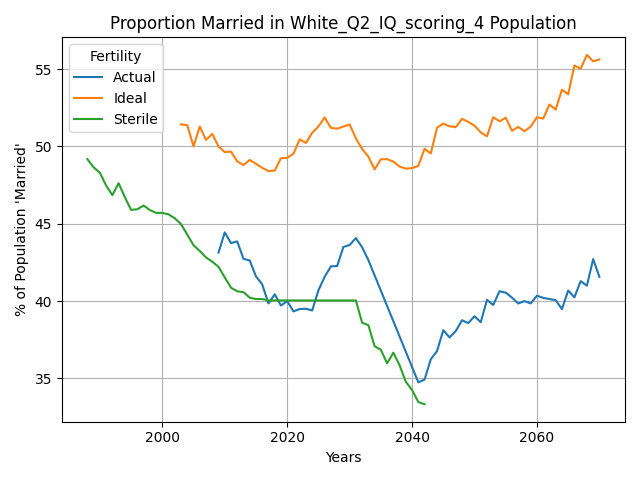 Proportion Married in White_Q2_IQ_scoring_4 Population
Fertility
Actual
Ideal
Sterile
% of Population 'Married'
55
50
45
40
35
2000
2020
2040
2060
Years